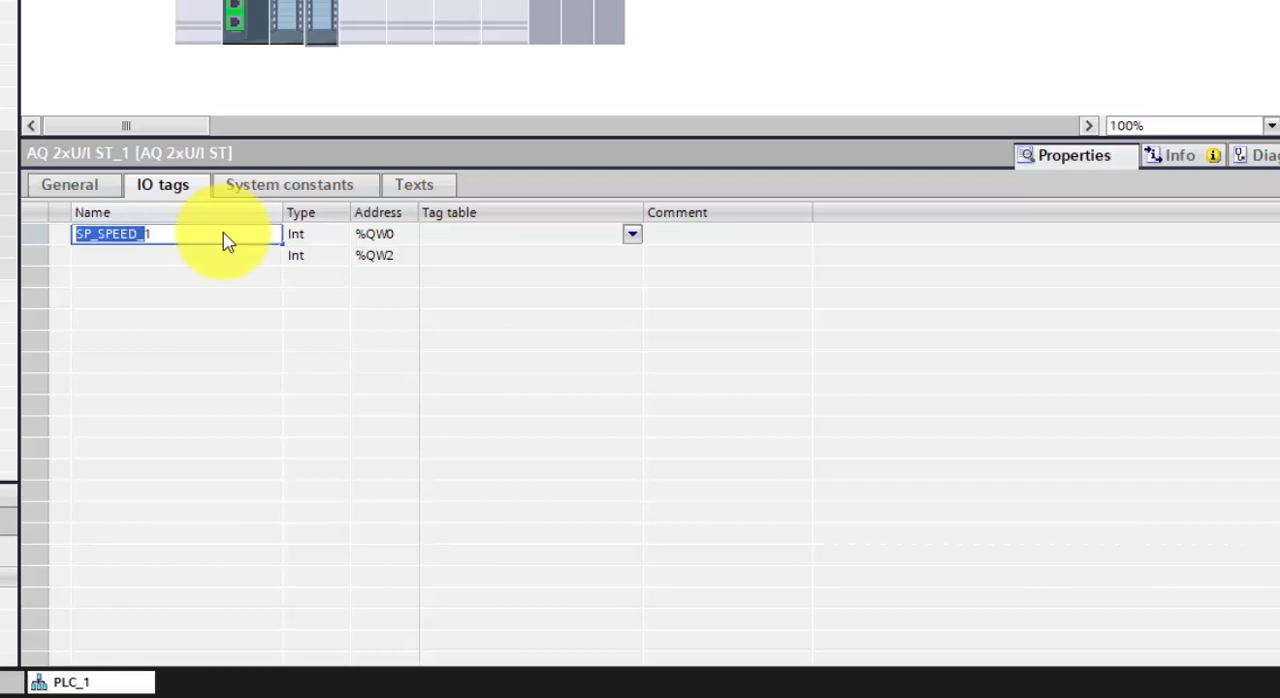 100%
AQ 2xU/I ST_1 [AQ 2xU/I ST]
Properties
Info
Diag
General
IO tags
System constants
Texts
Name
Type
Address
Tag table
Comment
SP_SPEED_1
Int
%QW0
Int
%QW2
PLC_1